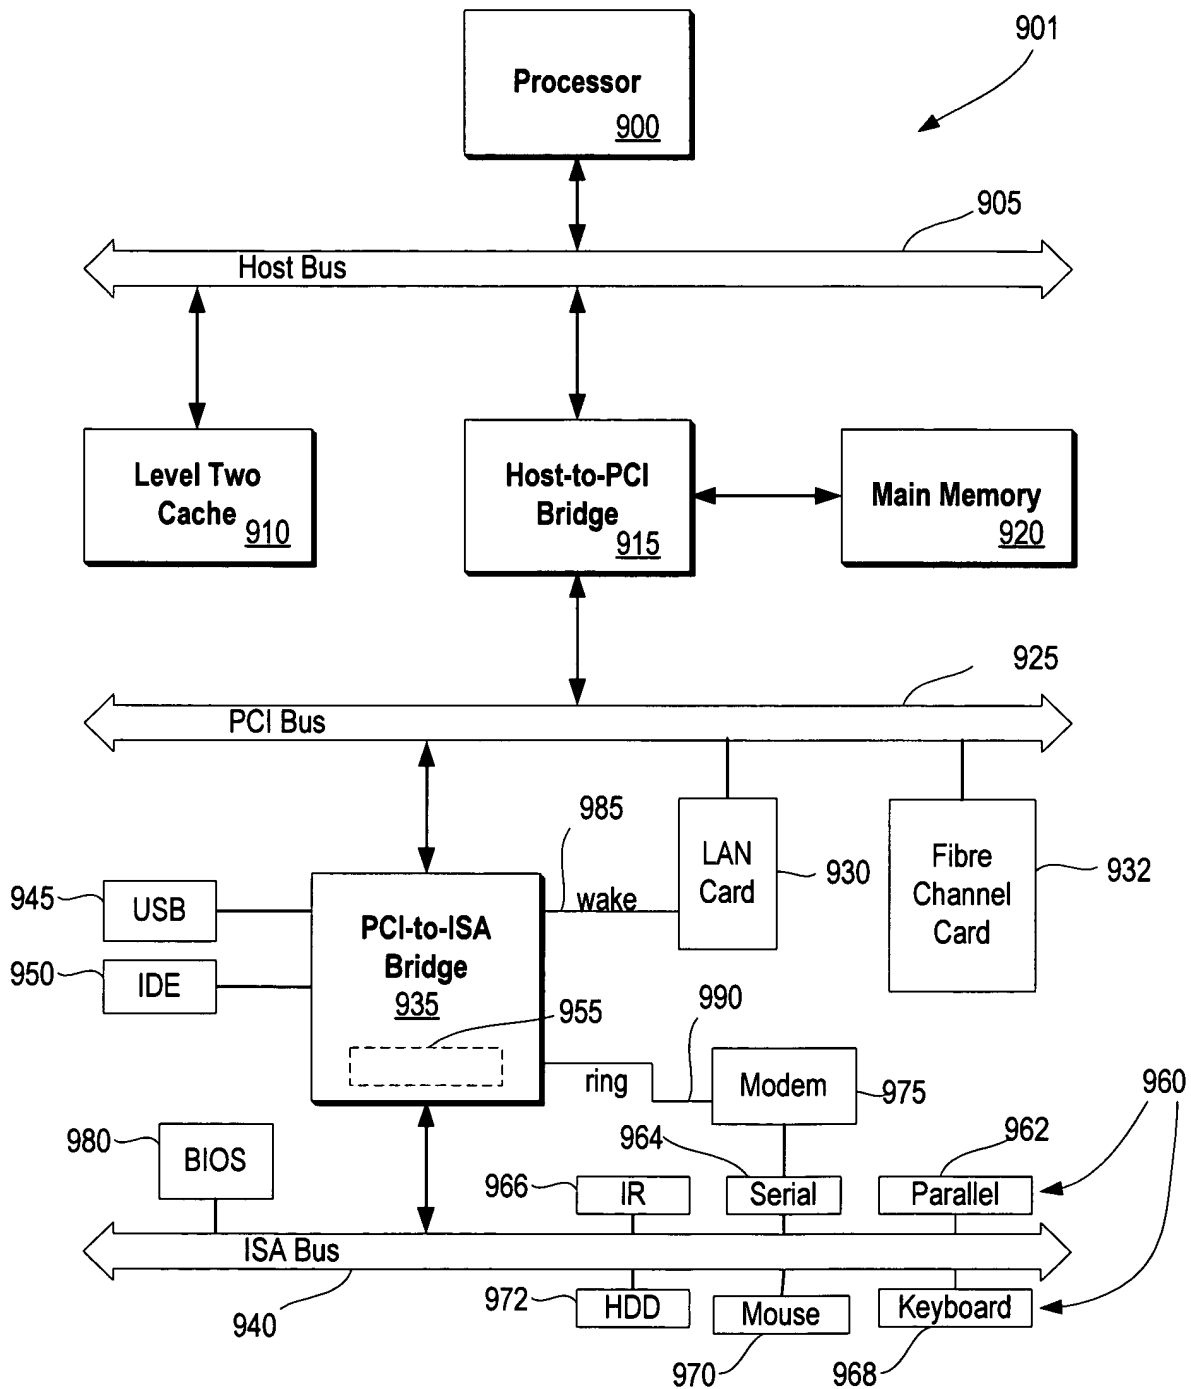 901
Processor
900
905
Host Bus
Level Two
Cache
910
Host-to-PCI
Bridge
915
Main Memory
920
925
PCI Bus
985
LAN
Card
930
Fibre
Channel
Card
932
945
USB
wake
PCI-to-ISA
Bridge
935
950
IDE
955
990
ring
Modem
975
960
980
BIOS
964
962
966
IR
Serial
Parallel
ISA Bus
940
972
HDD
Mouse
Keyboard
970
968